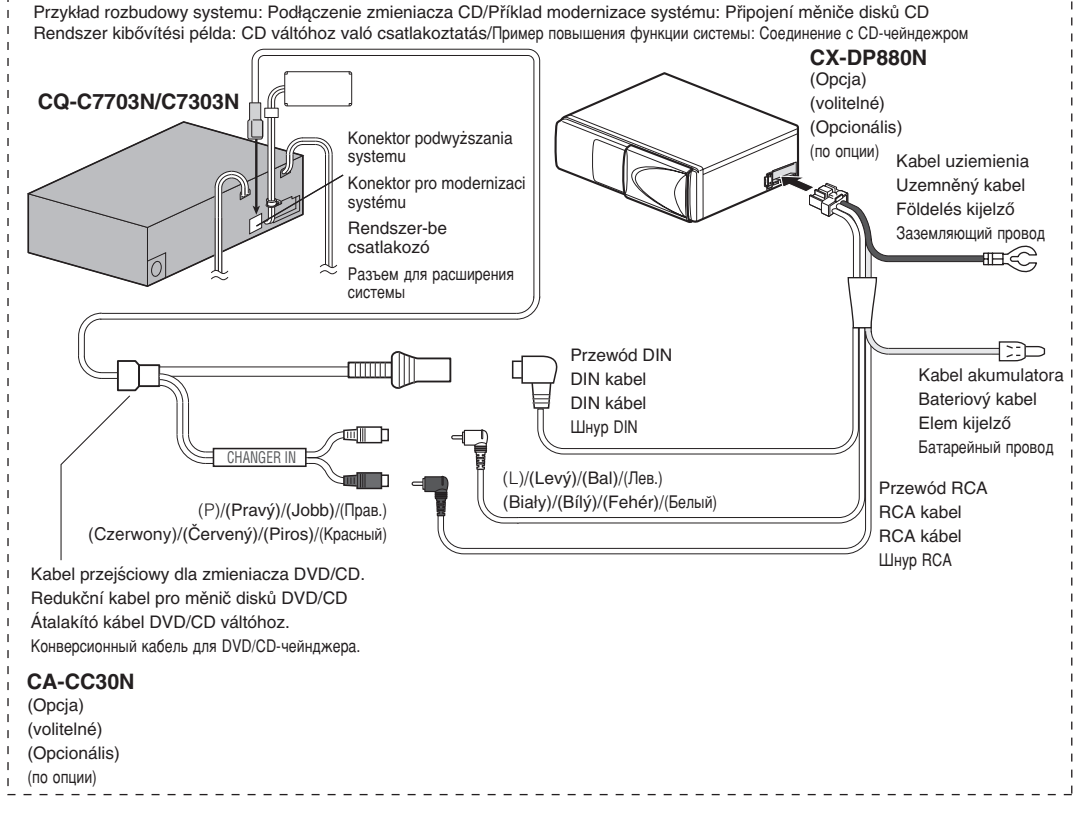 Przykład rozbudowy systemu: Podłączenie zmieniacza CD/Příklad modernizace systému: Připojení měniče disků CD
Rendszer kibővítési példa: CD váltóhoz való csatlakoztatás/Пример повышения функции системы: Соединение с CD-чейндежром
CX-DP880N
(Opcja)
(volitelné)
(Opcionális)
(по опции)
CQ-C7703N/C7303N
Konektor podwyższania
systemu
Konektor pro modernizaci
systému
Rendszer-be
csatlakozó
Разъем для расширения
системы
Kabel uziemienia
Uzemněný kabel
Földelés kijelző
Заземляющий провод
Przewód DIN
DIN kabel
DIN kábel
Шнур DIN
Kabel akumulatora
Bateriový kabel
Elem kijelző
Батарейный провод
CHANGER IN
(L)/(Levý)/(Bal)/(Лев.)
(Biały)/(Bílý)/(Fehér)/(Белый)
(P)/(Pravý)/(Jobb)/(Прав.)
(Czerwony)/(Červený)/(Piros)/(Красный)
Przewód RCA
RCA kabel
RCA kábel
Шнур RCA
Kabel przejściowy dla zmieniacza DVD/CD.
Redukční kabel pro měnič disků DVD/CD
Átalakító kábel DVD/CD váltóhoz.
Конверсионный кабель для DVD/CD-чейнджера.
CA-CC30N
(Opcja)
(volitelné)
(Opcionális)
(по опции)